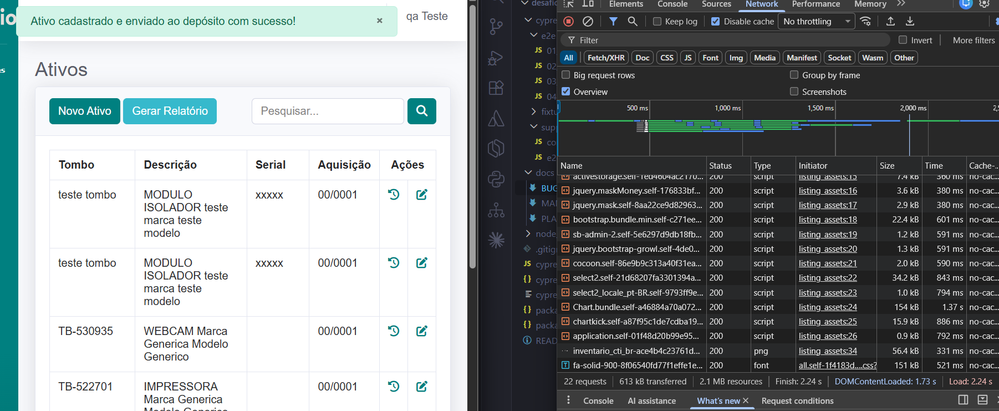 io
es
Ativo cadastrado e enviado ao depósito com sucesso!
×
qa Teste
Ativos
Novo Ativo
Gerar Relatório
Pesquisar...
Tombo Descrição Serial Aquisição Ações
teste tombo
MODULO
ISOLADOR teste
marca teste
modelo
xxxxx
00/0001
teste tombo
MODULO
ISOLADOR teste
marca teste
modelo
xxxxx
00/0001
TB-530935
WEBCAM Marca
Generica Modelo
Generico
00/0001
TB-522701
IMPRESSORA
Marca Generica
Modelo Generico
00/0001
desafio
cypre
e2e
JS 01
JS 02
JS 03
JS 04
fixtu
supp
JS co
JS e2
docs
BUG
MAI
PLA
node
.gitign
JS cypre
{} cypre
cypre
{} packa
{} packa
READ
Elements Console Sources Network Performance Memory
Keep log Disable cache No throttling
Filter Invert More filters
All Fetch/XHR Doc CSS JS Font Img Media Manifest Socket Wasm Other
Big request rows Group by frame
Overview Screenshots
500 ms 1,000 ms 1,500 ms 2,000 ms 2,5
Name Status Type Initiator Size Time Cache-...
activestorage.self-1ed4604ac2170... 200 script listing_assets:15 7.4 kB 360 ms no-cac...
jquery.maskMoney.self-176833bf... 200 script listing_assets:16 3.6 kB 380 ms no-cac...
jquery.mask.self-8aa22ce9d82963... 200 script listing_assets:17 2.9 kB 380 ms no-cac...
bootstrap.bundle.min.self-c271ee... 200 script listing_assets:18 22.4 kB 601 ms no-cac...
sb-admin-2.self-5e6297d9db18fb... 200 script listing_assets:19 1.2 kB 591 ms no-cac...
jquery.bootstrap-growl.self-4de0... 200 script listing_assets:20 1.3 kB 591 ms no-cac...
cocoon.self-86e9b9c313a40f31ea... 200 script listing_assets:21 2.0 kB 590 ms no-cac...
select2.self-21d68207fa3301394a... 200 script listing_assets:22 34.2 kB 843 ms no-cac...
select2_locale_pt-BR.self-9793ff9e... 200 script listing_assets:23 1.0 kB 794 ms no-cac...
Chart.bundle.self-a46884a70a072... 200 script listing_assets:24 154 kB 1.37 s no-cac...
chartkick.self-a87f95c1de7cdba19... 200 script listing_assets:25 15.9 kB 886 ms no-cac...
application.self-01f48d20b99e95... 200 script listing_assets:26 0.9 kB 792 ms no-cac...
inventario_cti_br-ace4b4c23761d... 200 png listing_assets:34 56.4 kB 331 ms no-cac...
fa-solid-900-8f06540fd77f1effe1e... 200 font all.self-1f4183d....css? 151 kB 521 ms no-cac...
22 requests 613 kB transferred 2.1 MB resources Finish: 2.24 s DOMContentLoaded: 1.73 s Load: 2.24 s
Console AI assistance What's new × Request conditions